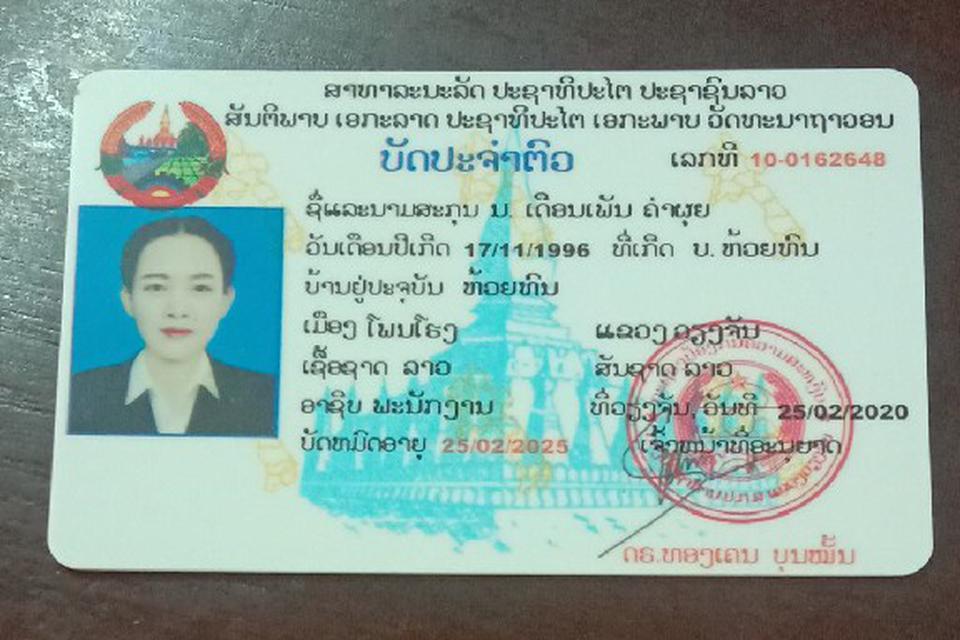 ສາທາລະນະລັດ ປະຊາທິປະໄຕ ປະຊາຊົນລາວ
ສັນຕິພາບ ເອກະລາດ ປະຊາທິປະໄຕ ເອກະພາບ ວັດທະນາຖາວອນ
ບັດປະຈຳຕົວ ເລກທີ 10-0162648
ຊື່ແລະນາມສະກຸນ ນ. ເດືອນເພັນ ຄຳຜຸຍ
ວັນເດືອນປີເກີດ 17/11/1996 ທີ່ເກີດ ບ. ຫ້ວຍທົນ
ບ້ານຢູ່ປະຈຸບັນ ຫ້ວຍທົນ
ເມືອງ ໂພນໂຮງ ແຂວງ ວຽງຈັນ
ເຊື້ອຊາດ ລາວ ສັນຊາດ ລາວ
ອາຊີບ ພະນັກງານ ທີ່ວຽງຈັນ, ວັນທີ 25/02/2020
ບັດຫມົດອາຍຸ 25/02/2025 ເຈົ້າໜ້າທີ່ອະນຸຍາດ
ດຣ.ທອງເດນ ບຸນໝັ້ນ